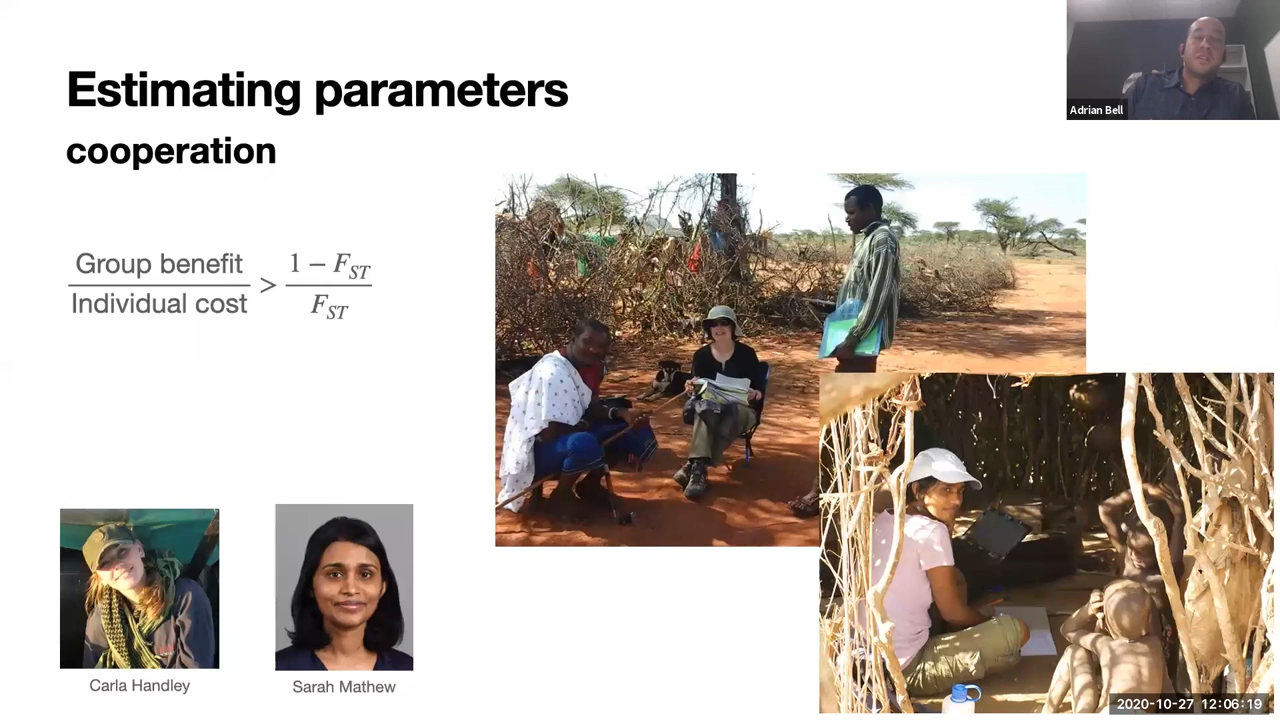 Estimating parameters
cooperation
Group benefit / Individual cost > 1 − F_ST / F_ST
Adrian Bell
Carla Handley
Sarah Mathew
2020-10-27 12:06:19